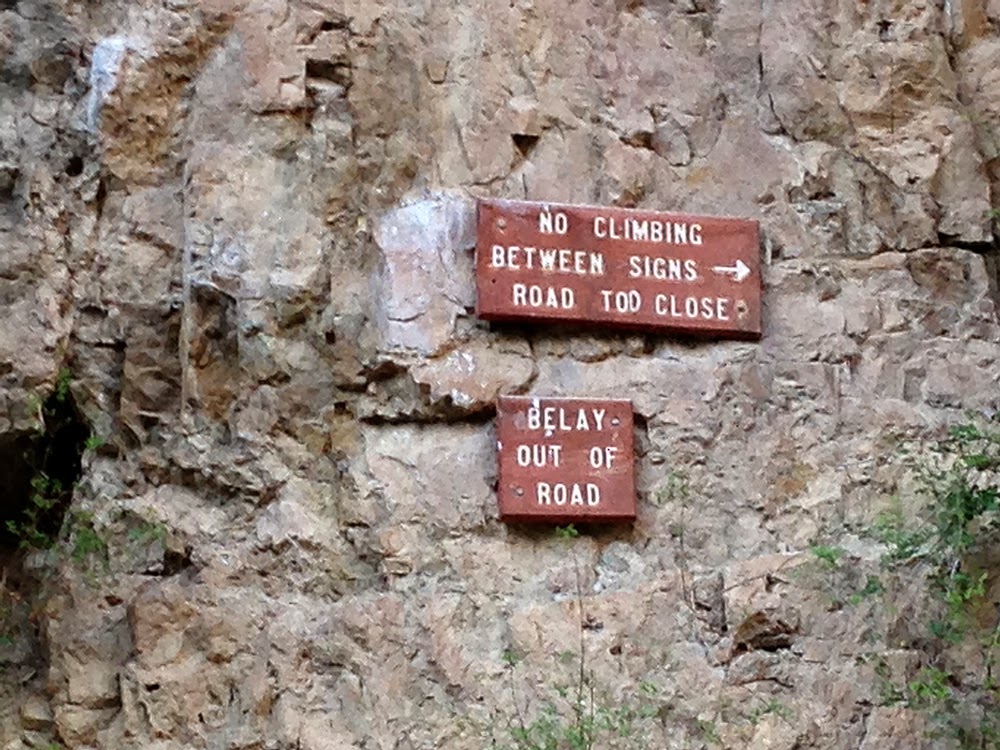 NO CLIMBING
BETWEEN SIGNS →
ROAD TOO CLOSE
BELAY
OUT OF
ROAD